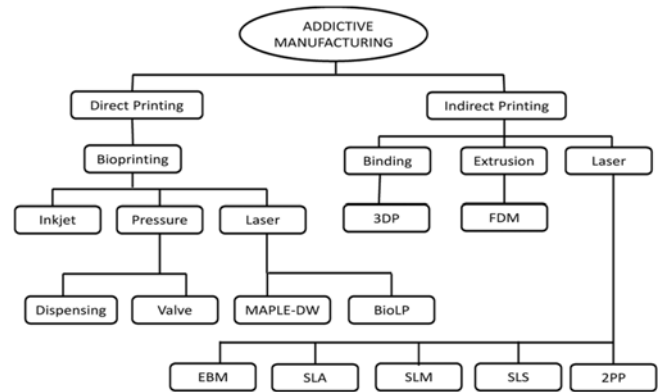 ADDICTIVE
MANUFACTURING
Direct Printing
Indirect Printing
Bioprinting
Binding
Extrusion
Laser
Inkjet
Pressure
Laser
3DP
FDM
Dispensing
Valve
MAPLE-DW
BioLP
EBM
SLA
SLM
SLS
2PP